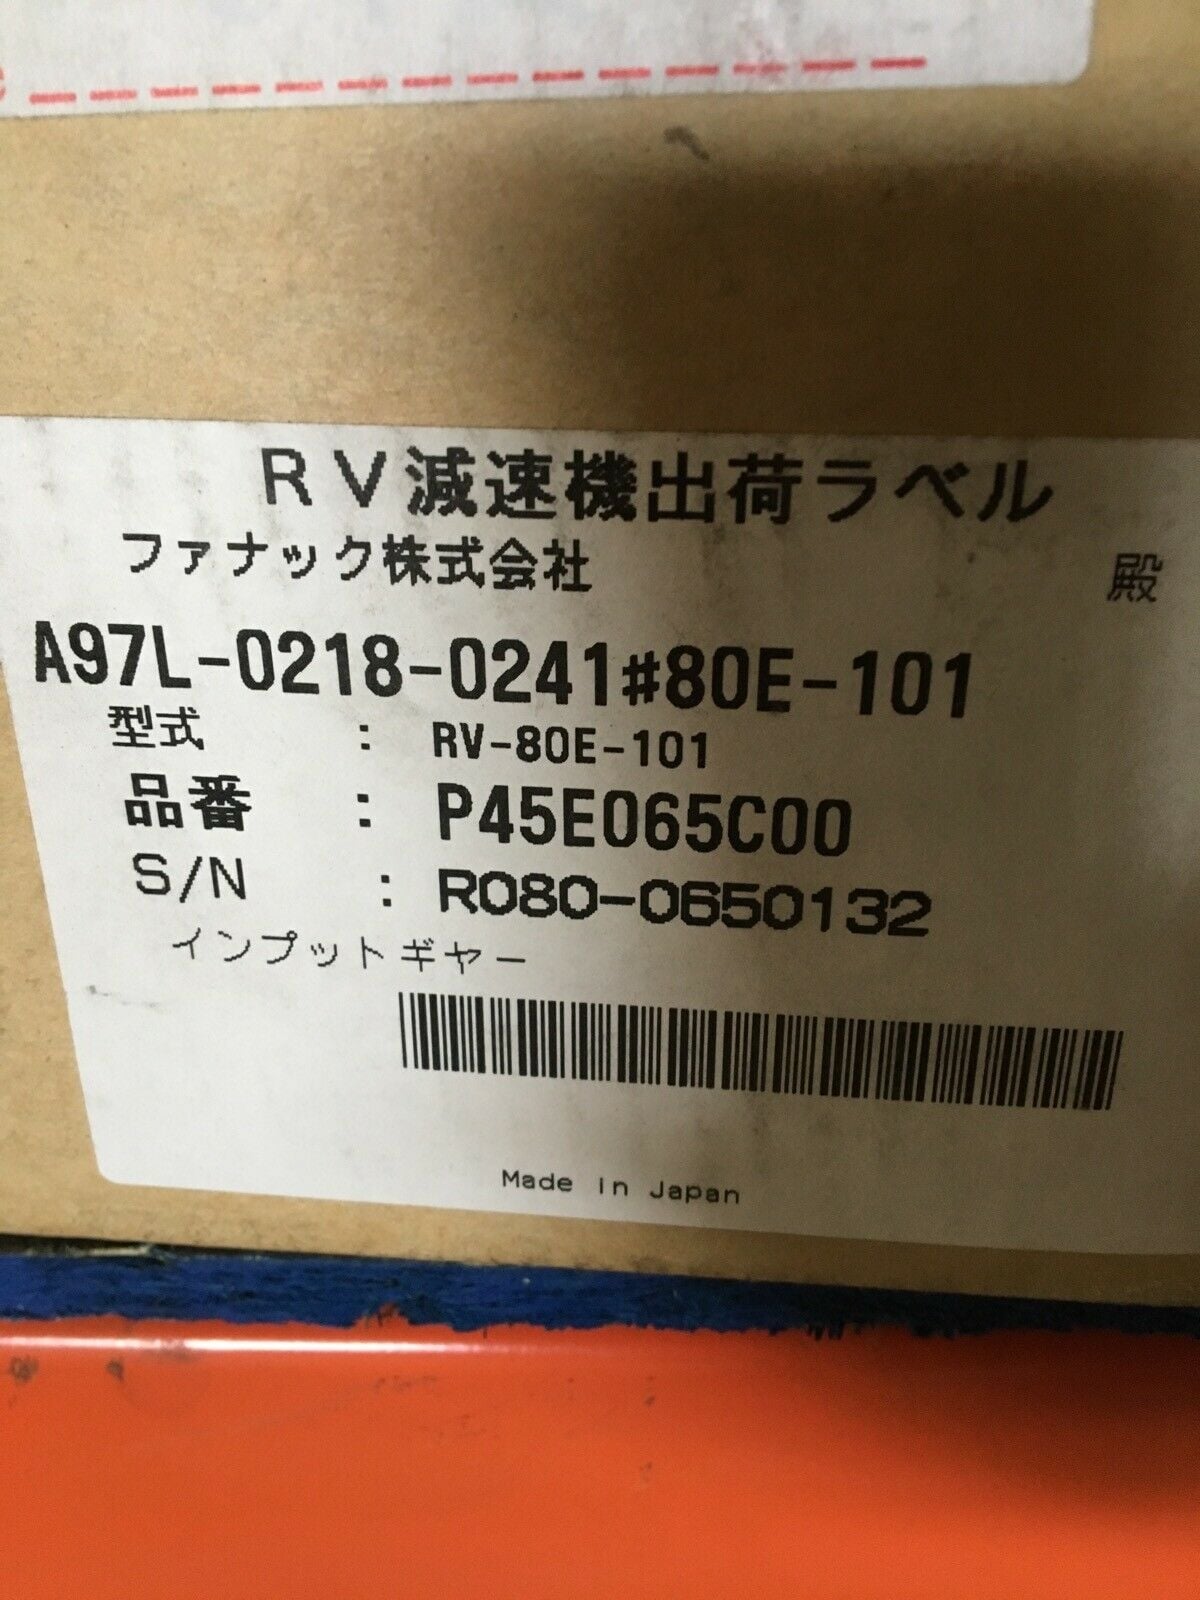 RV減速機出荷ラベル
ファナック株式会社 殿
A97L-0218-0241#80E-101
型式 : RV-80E-101
品番 : P45E065C00
S/N : R080-0650132
インプットギヤー
Made in Japan